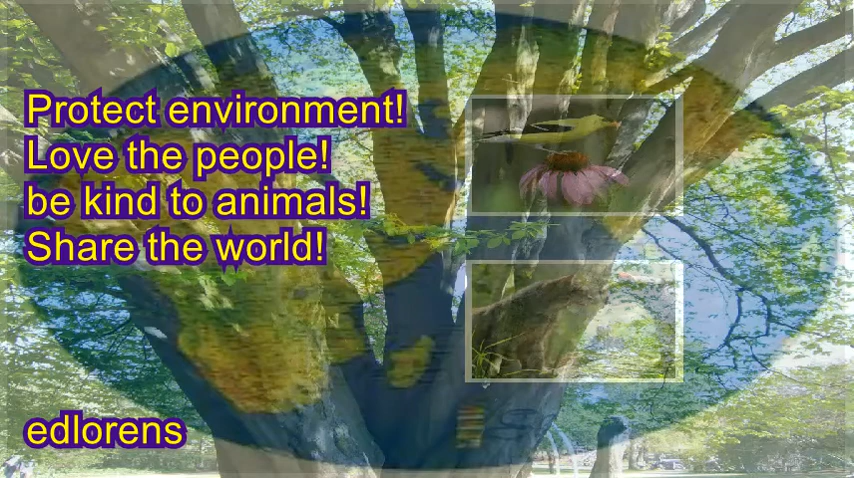 Protect environment!
Love the people!
be kind to animals!
Share the world!
edlorens